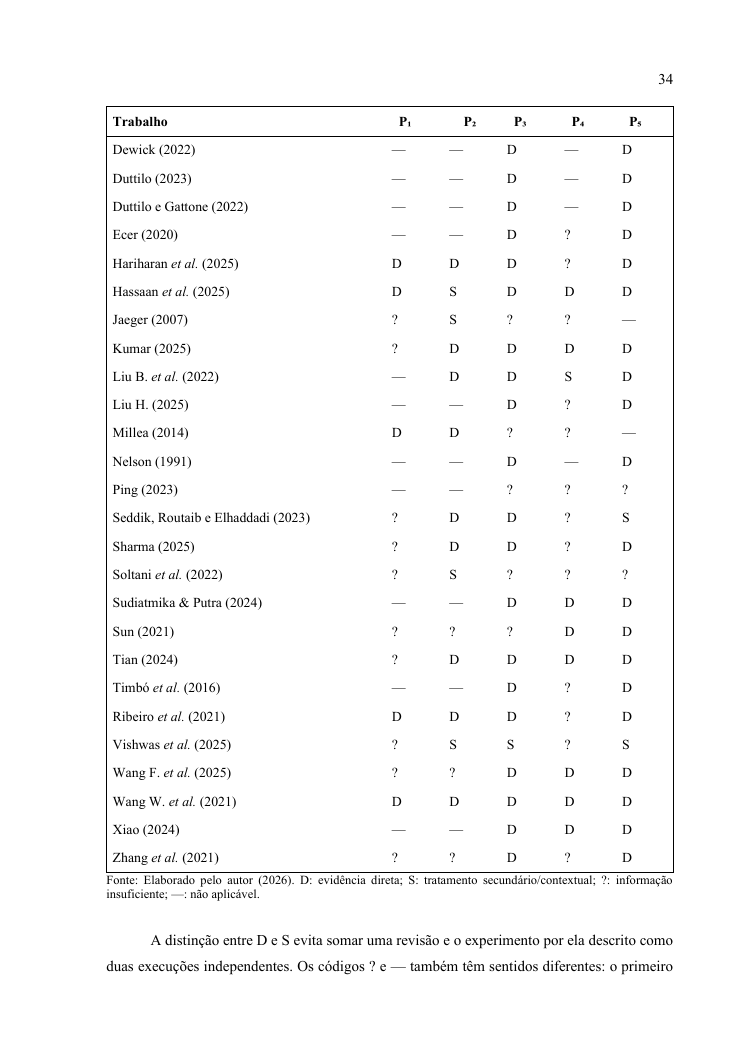 34
Trabalho P₁ P₂ P₃ P₄ P₅
Dewick (2022) — — D — D
Duttilo (2023) — — D — D
Duttilo e Gattone (2022) — — D — D
Ecer (2020) — — D ? D
Hariharan et al. (2025) D D D ? D
Hassaan et al. (2025) D S D D D
Jaeger (2007) ? S ? ? —
Kumar (2025) ? D D D D
Liu B. et al. (2022) — D D S D
Liu H. (2025) — — D ? D
Millea (2014) D D ? ? —
Nelson (1991) — — D — D
Ping (2023) — — ? ? ?
Seddik, Routaib e Elhaddadi (2023) ? D D ? S
Sharma (2025) ? D D ? D
Soltani et al. (2022) ? S ? ? ?
Sudiatmika & Putra (2024) — — D D D
Sun (2021) ? ? ? D D
Tian (2024) ? D D D D
Timbó et al. (2016) — — D ? D
Ribeiro et al. (2021) D D D ? D
Vishwas et al. (2025) ? S S ? S
Wang F. et al. (2025) ? ? D D D
Wang W. et al. (2021) D D D D D
Xiao (2024) — — D D D
Zhang et al. (2021) ? ? D ? D
Fonte: Elaborado pelo autor (2026). D: evidência direta; S: tratamento secundário/contextual; ?: informação
insuficiente; —: não aplicável.
A distinção entre D e S evita somar uma revisão e o experimento por ela descrito como
duas execuções independentes. Os códigos ? e — também têm sentidos diferentes: o primeiro